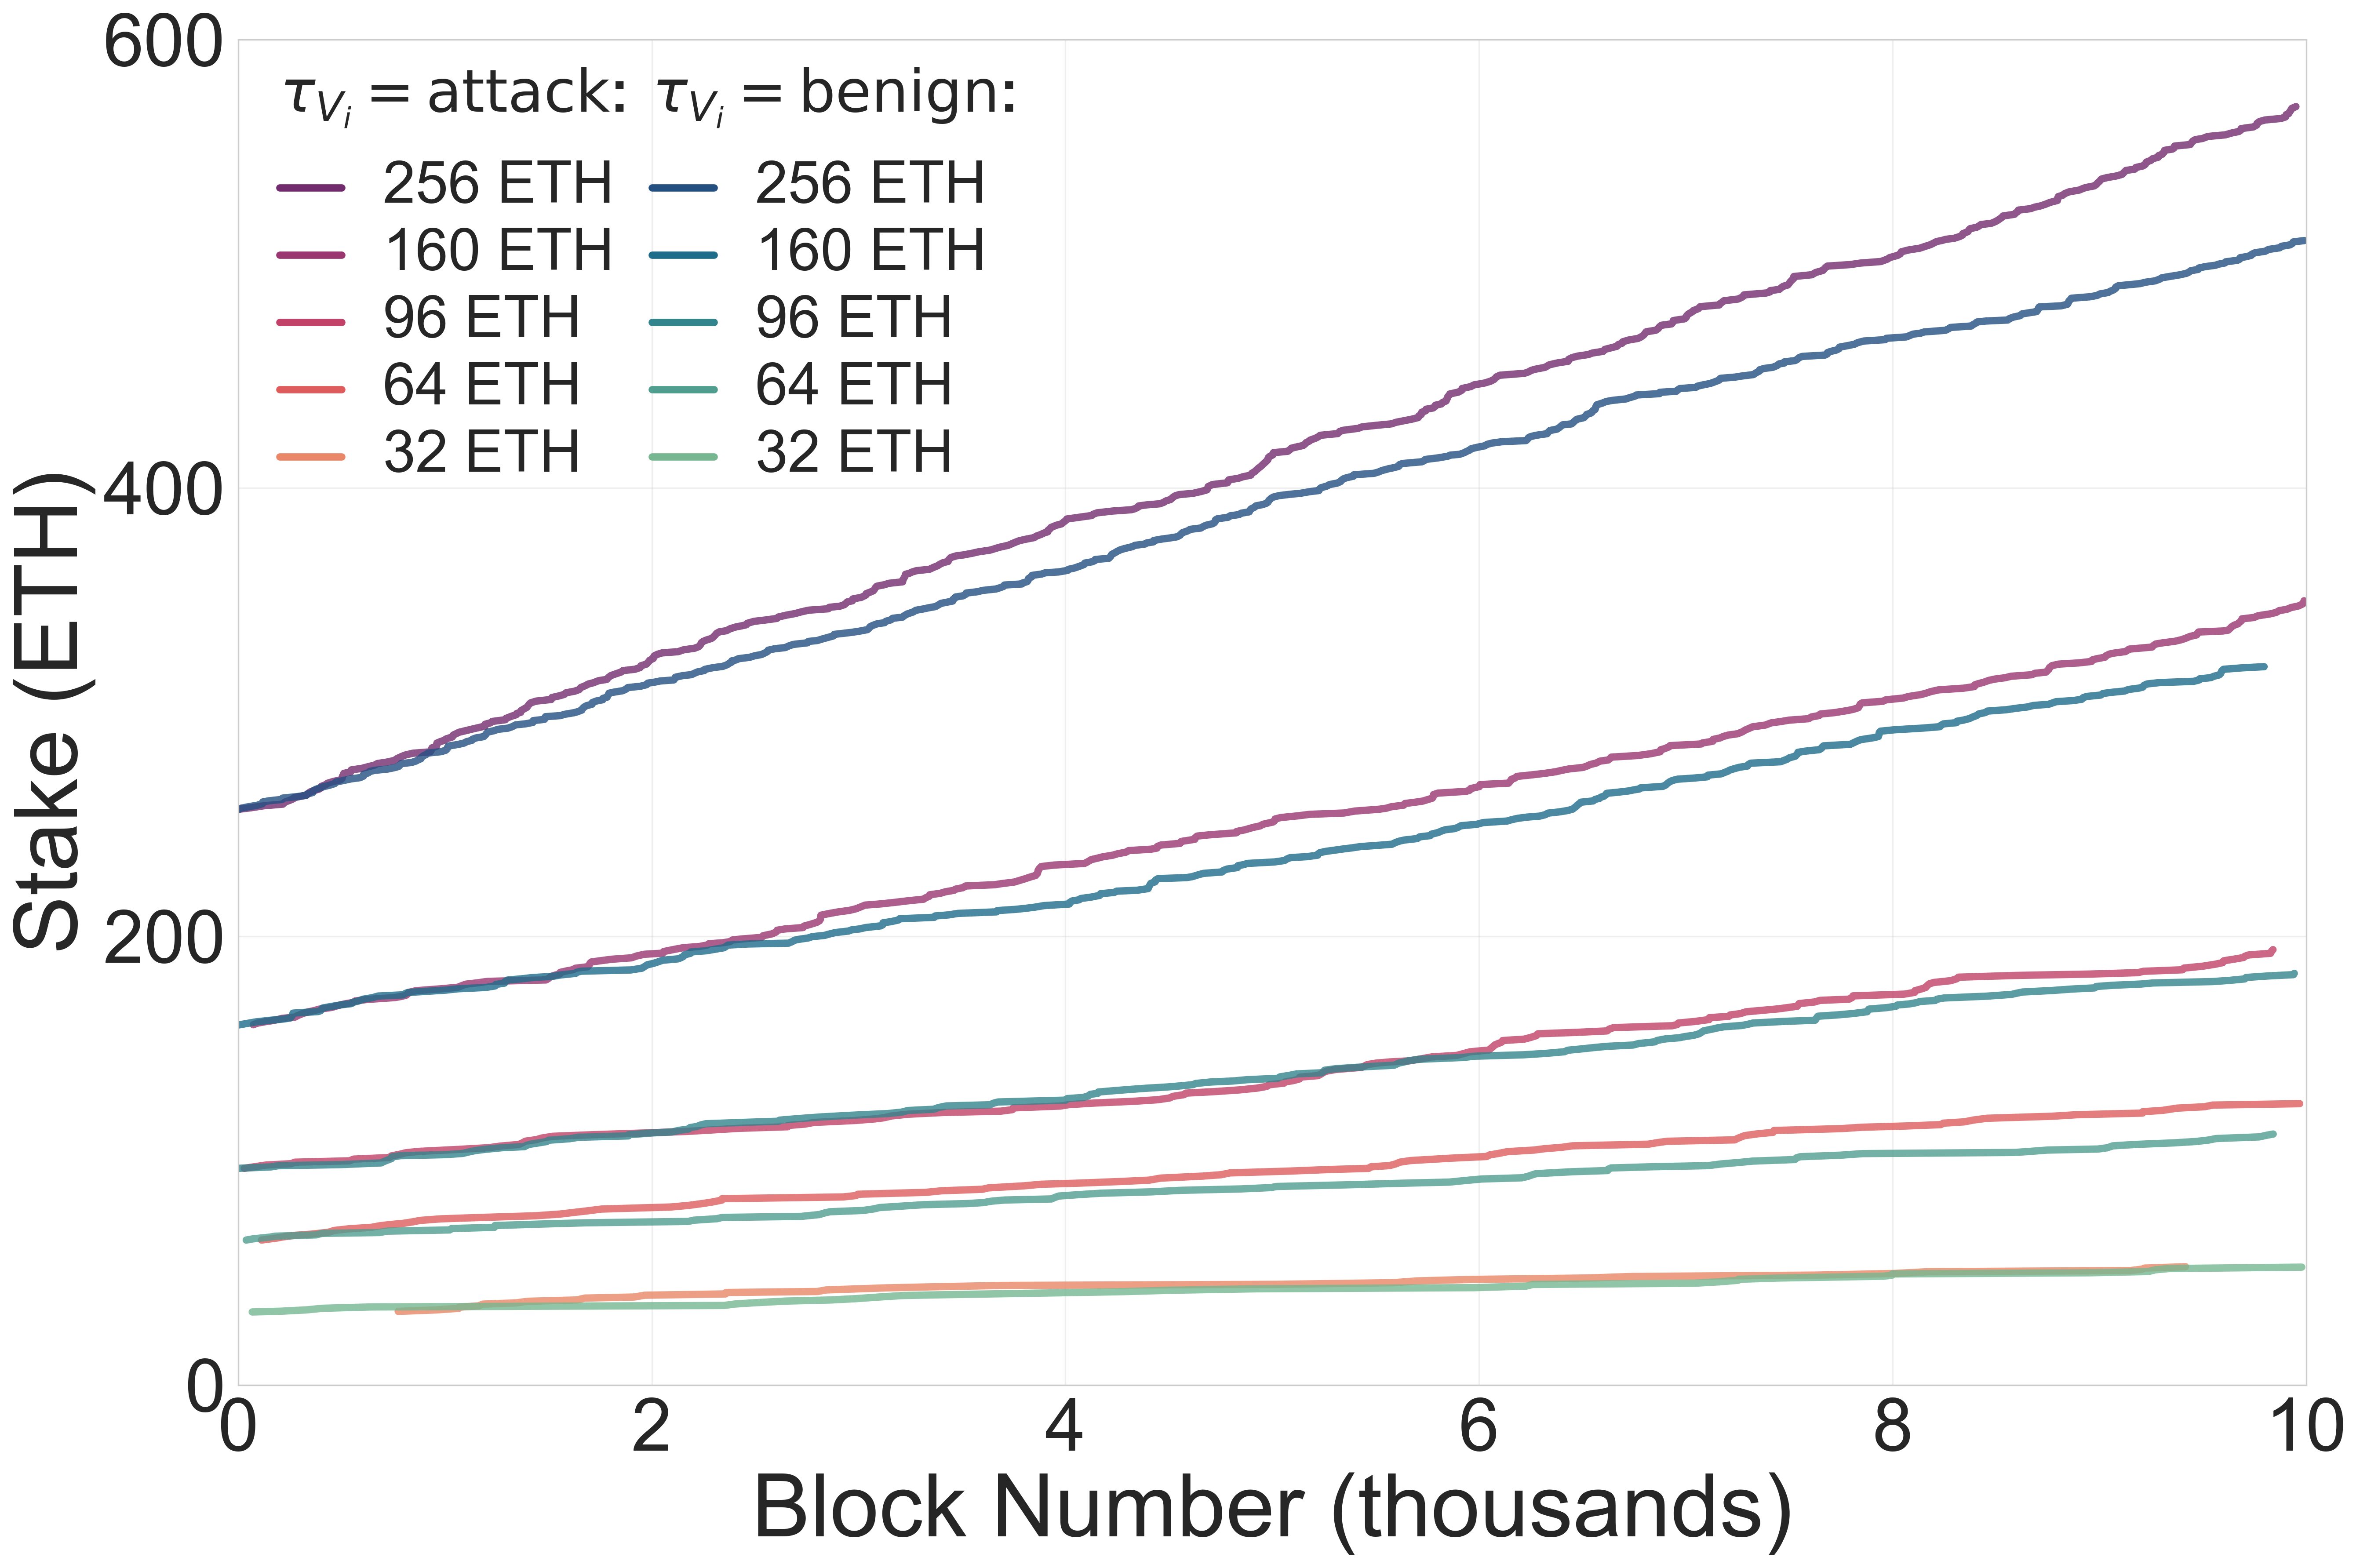 600
400
200
0
Stake (ETH)
τVi = attack: τVi = benign:
256 ETH 256 ETH
160 ETH 160 ETH
96 ETH 96 ETH
64 ETH 64 ETH
32 ETH 32 ETH
0 2 4 6 8 10
Block Number (thousands)